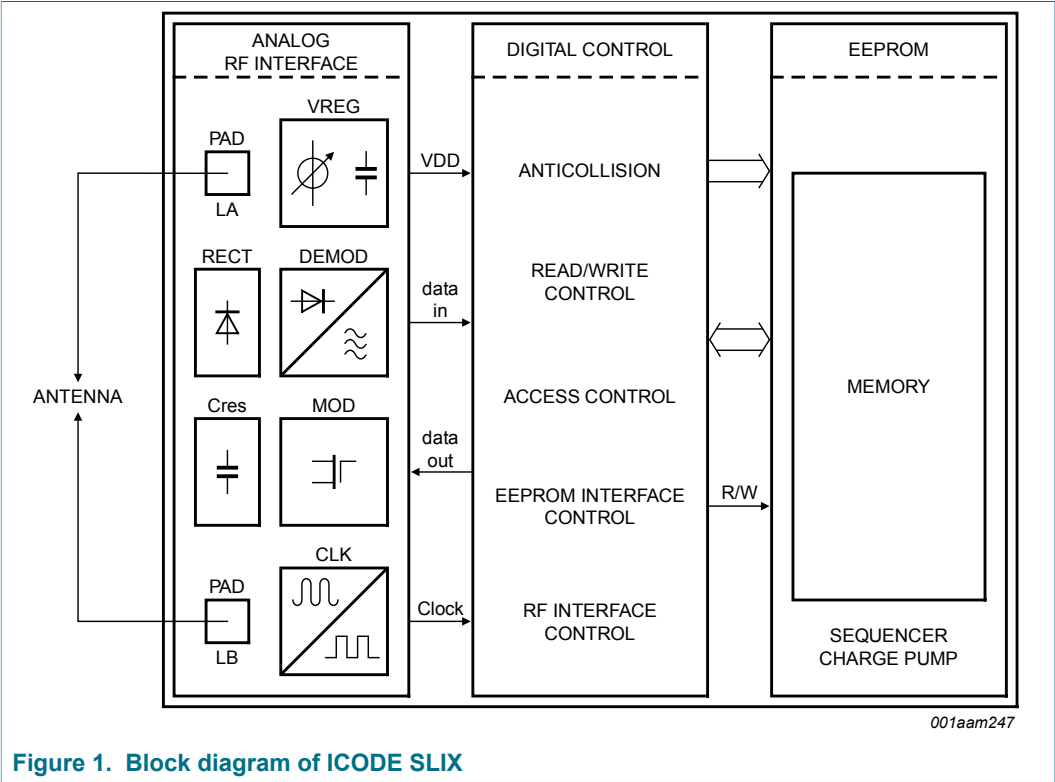 ANALOG
RF INTERFACE
VREG
PAD
LA
RECT
DEMOD
Cres
MOD
CLK
PAD
LB
ANTENNA
VDD
data
in
data
out
Clock
DIGITAL CONTROL
ANTICOLLISION
READ/WRITE
CONTROL
ACCESS CONTROL
EEPROM INTERFACE
CONTROL
RF INTERFACE
CONTROL
R/W
EEPROM
MEMORY
SEQUENCER
CHARGE PUMP
001aam247
Figure 1. Block diagram of ICODE SLIX